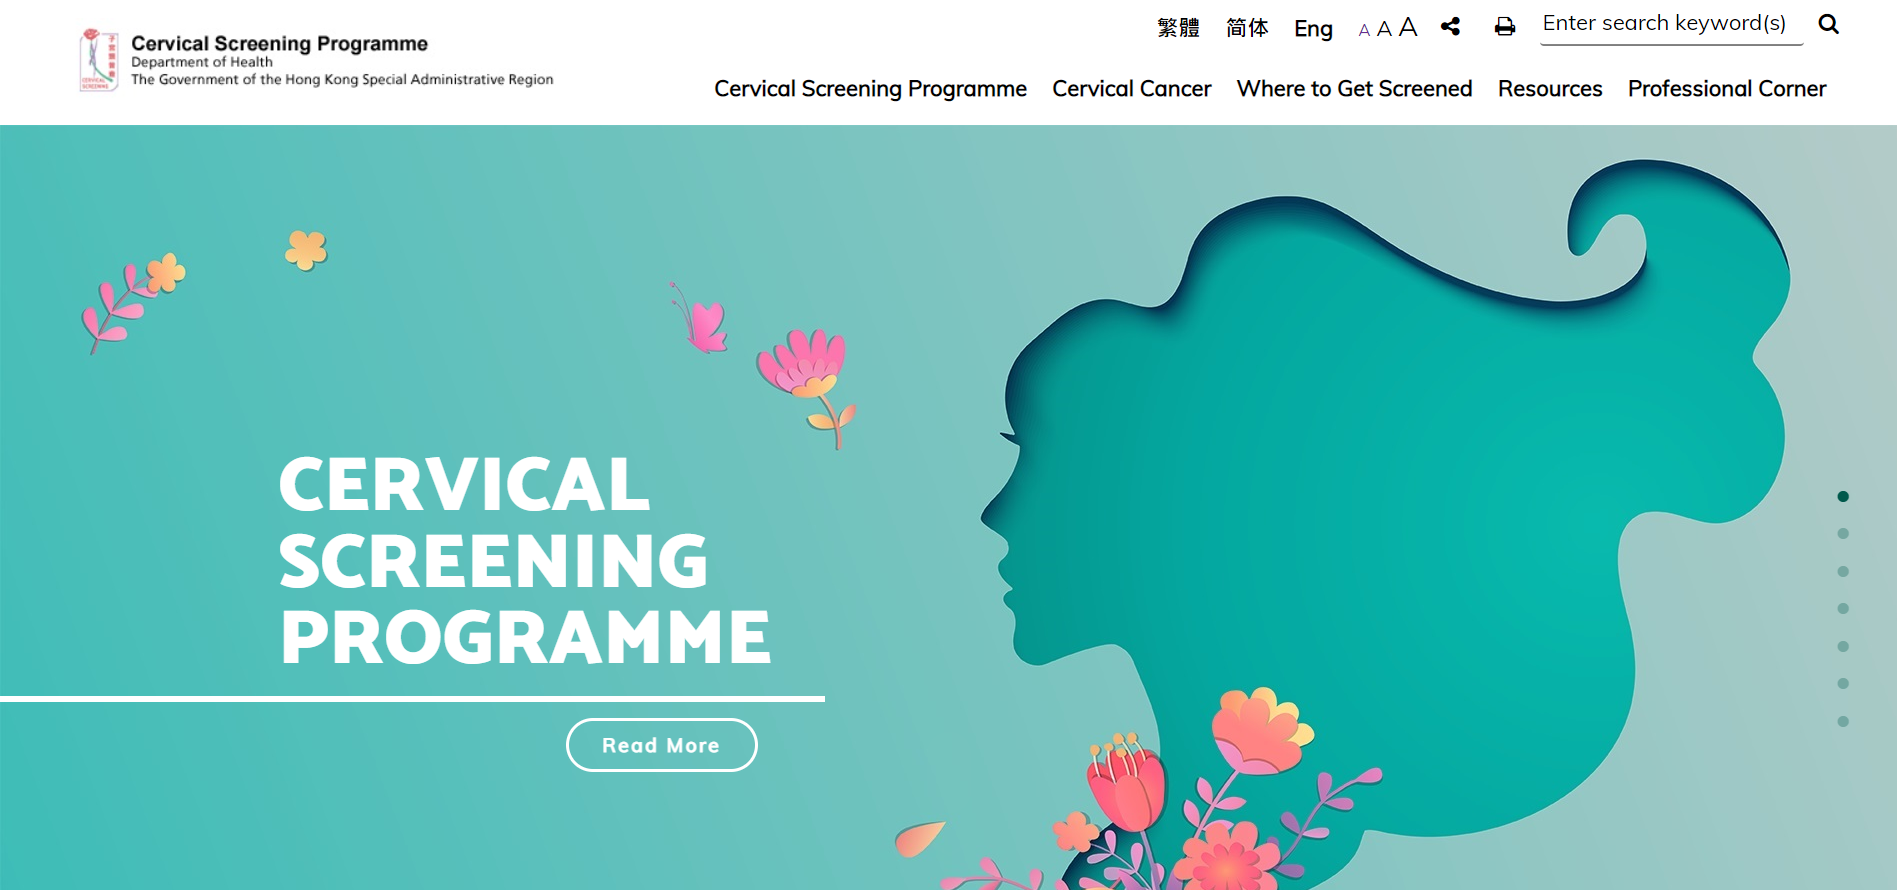 Cervical Screening Programme
Department of Health
The Government of the Hong Kong Special Administrative Region
繁體 简体 Eng A A A Enter search keyword(s)
Cervical Screening Programme Cervical Cancer Where to Get Screened Resources Professional Corner
CERVICAL
SCREENING
PROGRAMME
Read More